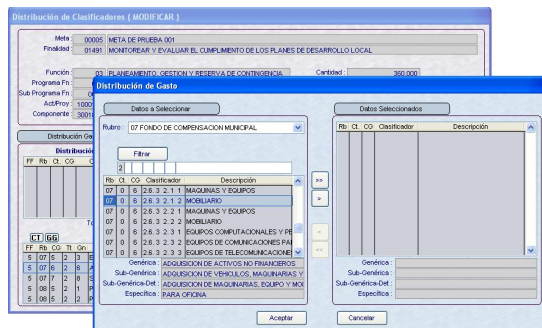 Distribución de Clasificadores ( MODIFICAR )
Meta : 00005 META DE PRUEBA 001
Finalidad : 01491 MONITOREAR Y EVALUAR EL CUMPLIMIENTO DE LOS PLANES DE DESARROLLO LOCAL
Función : 03 PLANEAMIENTO, GESTION Y RESERVA DE CONTINGENCIA Cantidad : 360.000
Programa Fn :
Sub Programa Fn :
Act/Proy : 1000
Componente : 3001
Distribución Ga
Distribució
FF Rb Ct. CG
CT GG
FF Rb CG Tt Gn
5 07 5 2 3 E
5 07 6 2 6 A
5 07 7 2 8 S
5 08 5 2 1 P
5 08 5 2 2 P
Distribución de Gasto
Datos a Seleccionar
Rubro : 07 FONDO DE COMPENSACION MUNICIPAL
Filtrar
2
Rb Ct. CG Clasificador Descripción
07 0 6 2.6. 3 2. 1 1 MAQUINAS Y EQUIPOS
07 0 6 2.6. 3 2. 1 2 MOBILIARIO
07 0 6 2.6. 3 2. 2 1 MAQUINAS Y EQUIPOS
07 0 6 2.6. 3 2. 2 2 MOBILIARIO
07 0 6 2.6. 3 2. 3 1 EQUIPOS COMPUTACIONALES Y PE
07 0 6 2.6. 3 2. 3 2 EQUIPOS DE COMUNICACIONES PAI
07 0 6 2.6. 3 2. 3 3 EQUIPOS DE TELECOMUNICACIONE
Genérica : ADQUISICION DE ACTIVOS NO FINANCIEROS
Sub-Genérica : ADQUISICION DE VEHICULOS, MAQUINARIAS Y
Sub-Genérica-Det : ADQUISICION DE MAQUINARIAS, EQUIPO Y MOI
Específica : PARA OFICINA
>>
>
<
<<
Datos Seleccionados
Rb Ct. CG Clasificador Descripción
Genérica :
Sub-Genérica :
Sub-Genérica-Det :
Específica :
Aceptar Cancelar